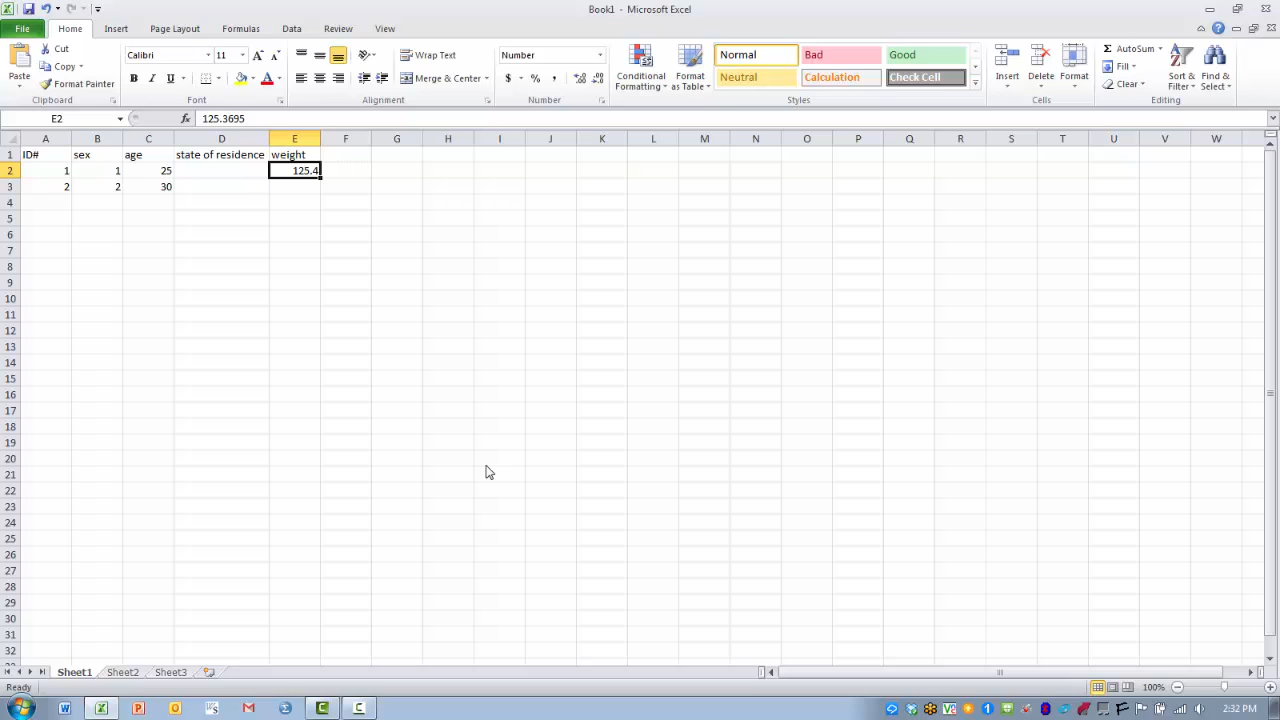 Book1 - Microsoft Excel
File Home Insert Page Layout Formulas Data Review View
Paste
Cut
Copy
Format Painter
Clipboard
Calibri 11
B I U
Font
Wrap Text
Merge & Center
Alignment
Number
$ % ,
Number
Conditional Formatting
Format as Table
Normal Bad Good
Neutral Calculation Check Cell
Styles
Insert Delete Format
Cells
AutoSum
Fill
Clear
Sort & Filter
Find & Select
Editing
E2 fx 125.3695
A B C D E F G H I J K L M N O P Q R S T U V W
1 ID# sex age state of residence weight
2 1 1 25 125.4
3 2 2 30
4
5
6
7
8
9
10
11
12
13
14
15
16
17
18
19
20
21
22
23
24
25
26
27
28
29
30
31
32
Sheet1 Sheet2 Sheet3
Ready 100%
2:32 PM